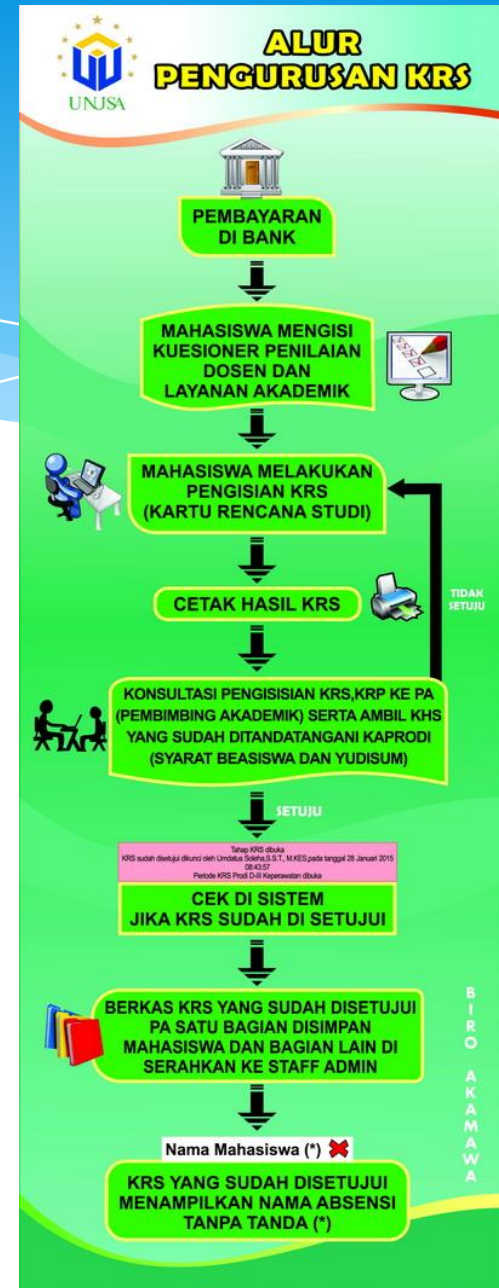 UNUSA
ALUR
PENGURUSAN KRS
PEMBAYARAN
DI BANK
MAHASISWA MENGISI
KUESIONER PENILAIAN
DOSEN DAN
LAYANAN AKADEMIK
MAHASISWA MELAKUKAN
PENGISIAN KRS
(KARTU RENCANA STUDI)
CETAK HASIL KRS
TIDAK
SETUJU
KONSULTASI PENGISISIAN KRS,KRP KE PA
(PEMBIMBING AKADEMIK) SERTA AMBIL KHS
YANG SUDAH DITANDATANGANI KAPRODI
(SYARAT BEASISWA DAN YUDISUM)
SETUJU
Tahap KRS dibuka
KRS sudah disetujui dikunci oleh Umdatus Soleha,S.S.T., M.KES,pada tanggal 28 Januari 2015
08:43:57
Periode KRS Prodi D-III Keperawatan dibuka
CEK DI SISTEM
JIKA KRS SUDAH DI SETUJUI
BERKAS KRS YANG SUDAH DISETUJUI
PA SATU BAGIAN DISIMPAN
MAHASISWA DAN BAGIAN LAIN DI
SERAHKAN KE STAFF ADMIN
BIRO AKAMAWA
Nama Mahasiswa (*)
KRS YANG SUDAH DISETUJUI
MENAMPILKAN NAMA ABSENSI
TANPA TANDA (*)